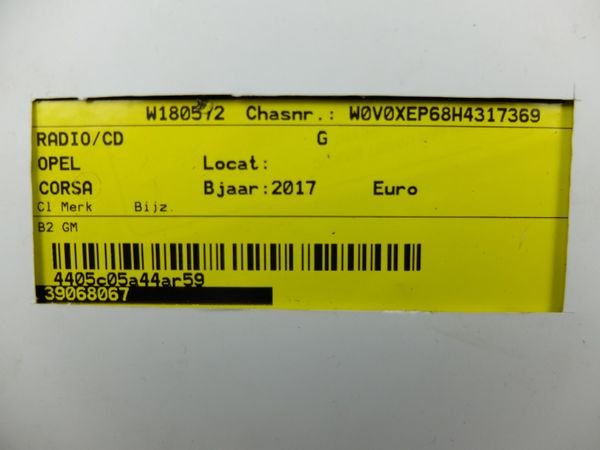 W180572 Chasnr.: W0V0XEP68H4317369
RADIO/CD G
OPEL Locat:
CORSA Bjaar:2017 Euro
Cl Merk Bijz.
B2 GM
4405c05a44ar59
39068067